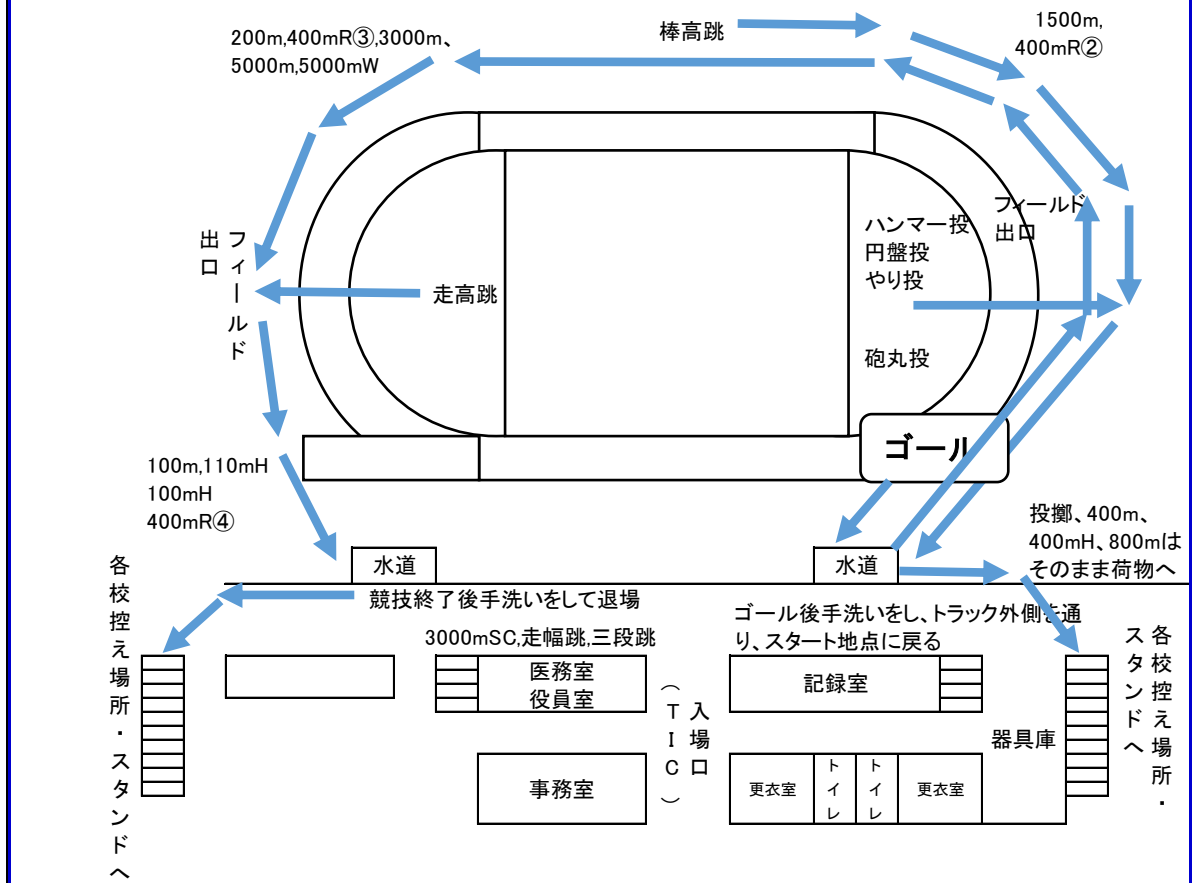 200m,400mR③,3000m、
5000m,5000mW
棒高跳
1500m,
400mR②
フィールド
出口
走高跳
ハンマー投
円盤投
やり投
砲丸投
フィールド
出口
ゴール
100m,110mH
100mH
400mR④
水道
水道
投擲、400m、
400mH、800mは
そのまま荷物へ
競技終了後手洗いをして退場
ゴール後手洗いをし、トラック外側を通
り、スタート地点に戻る
3000mSC,走幅跳,三段跳
各校控え場所・スタンドへ
医務室
役員室
入場口
(TIC)
記録室
器具庫
各校控え場所・
スタンドへ
事務室
更衣室
トイレ
トイレ
更衣室